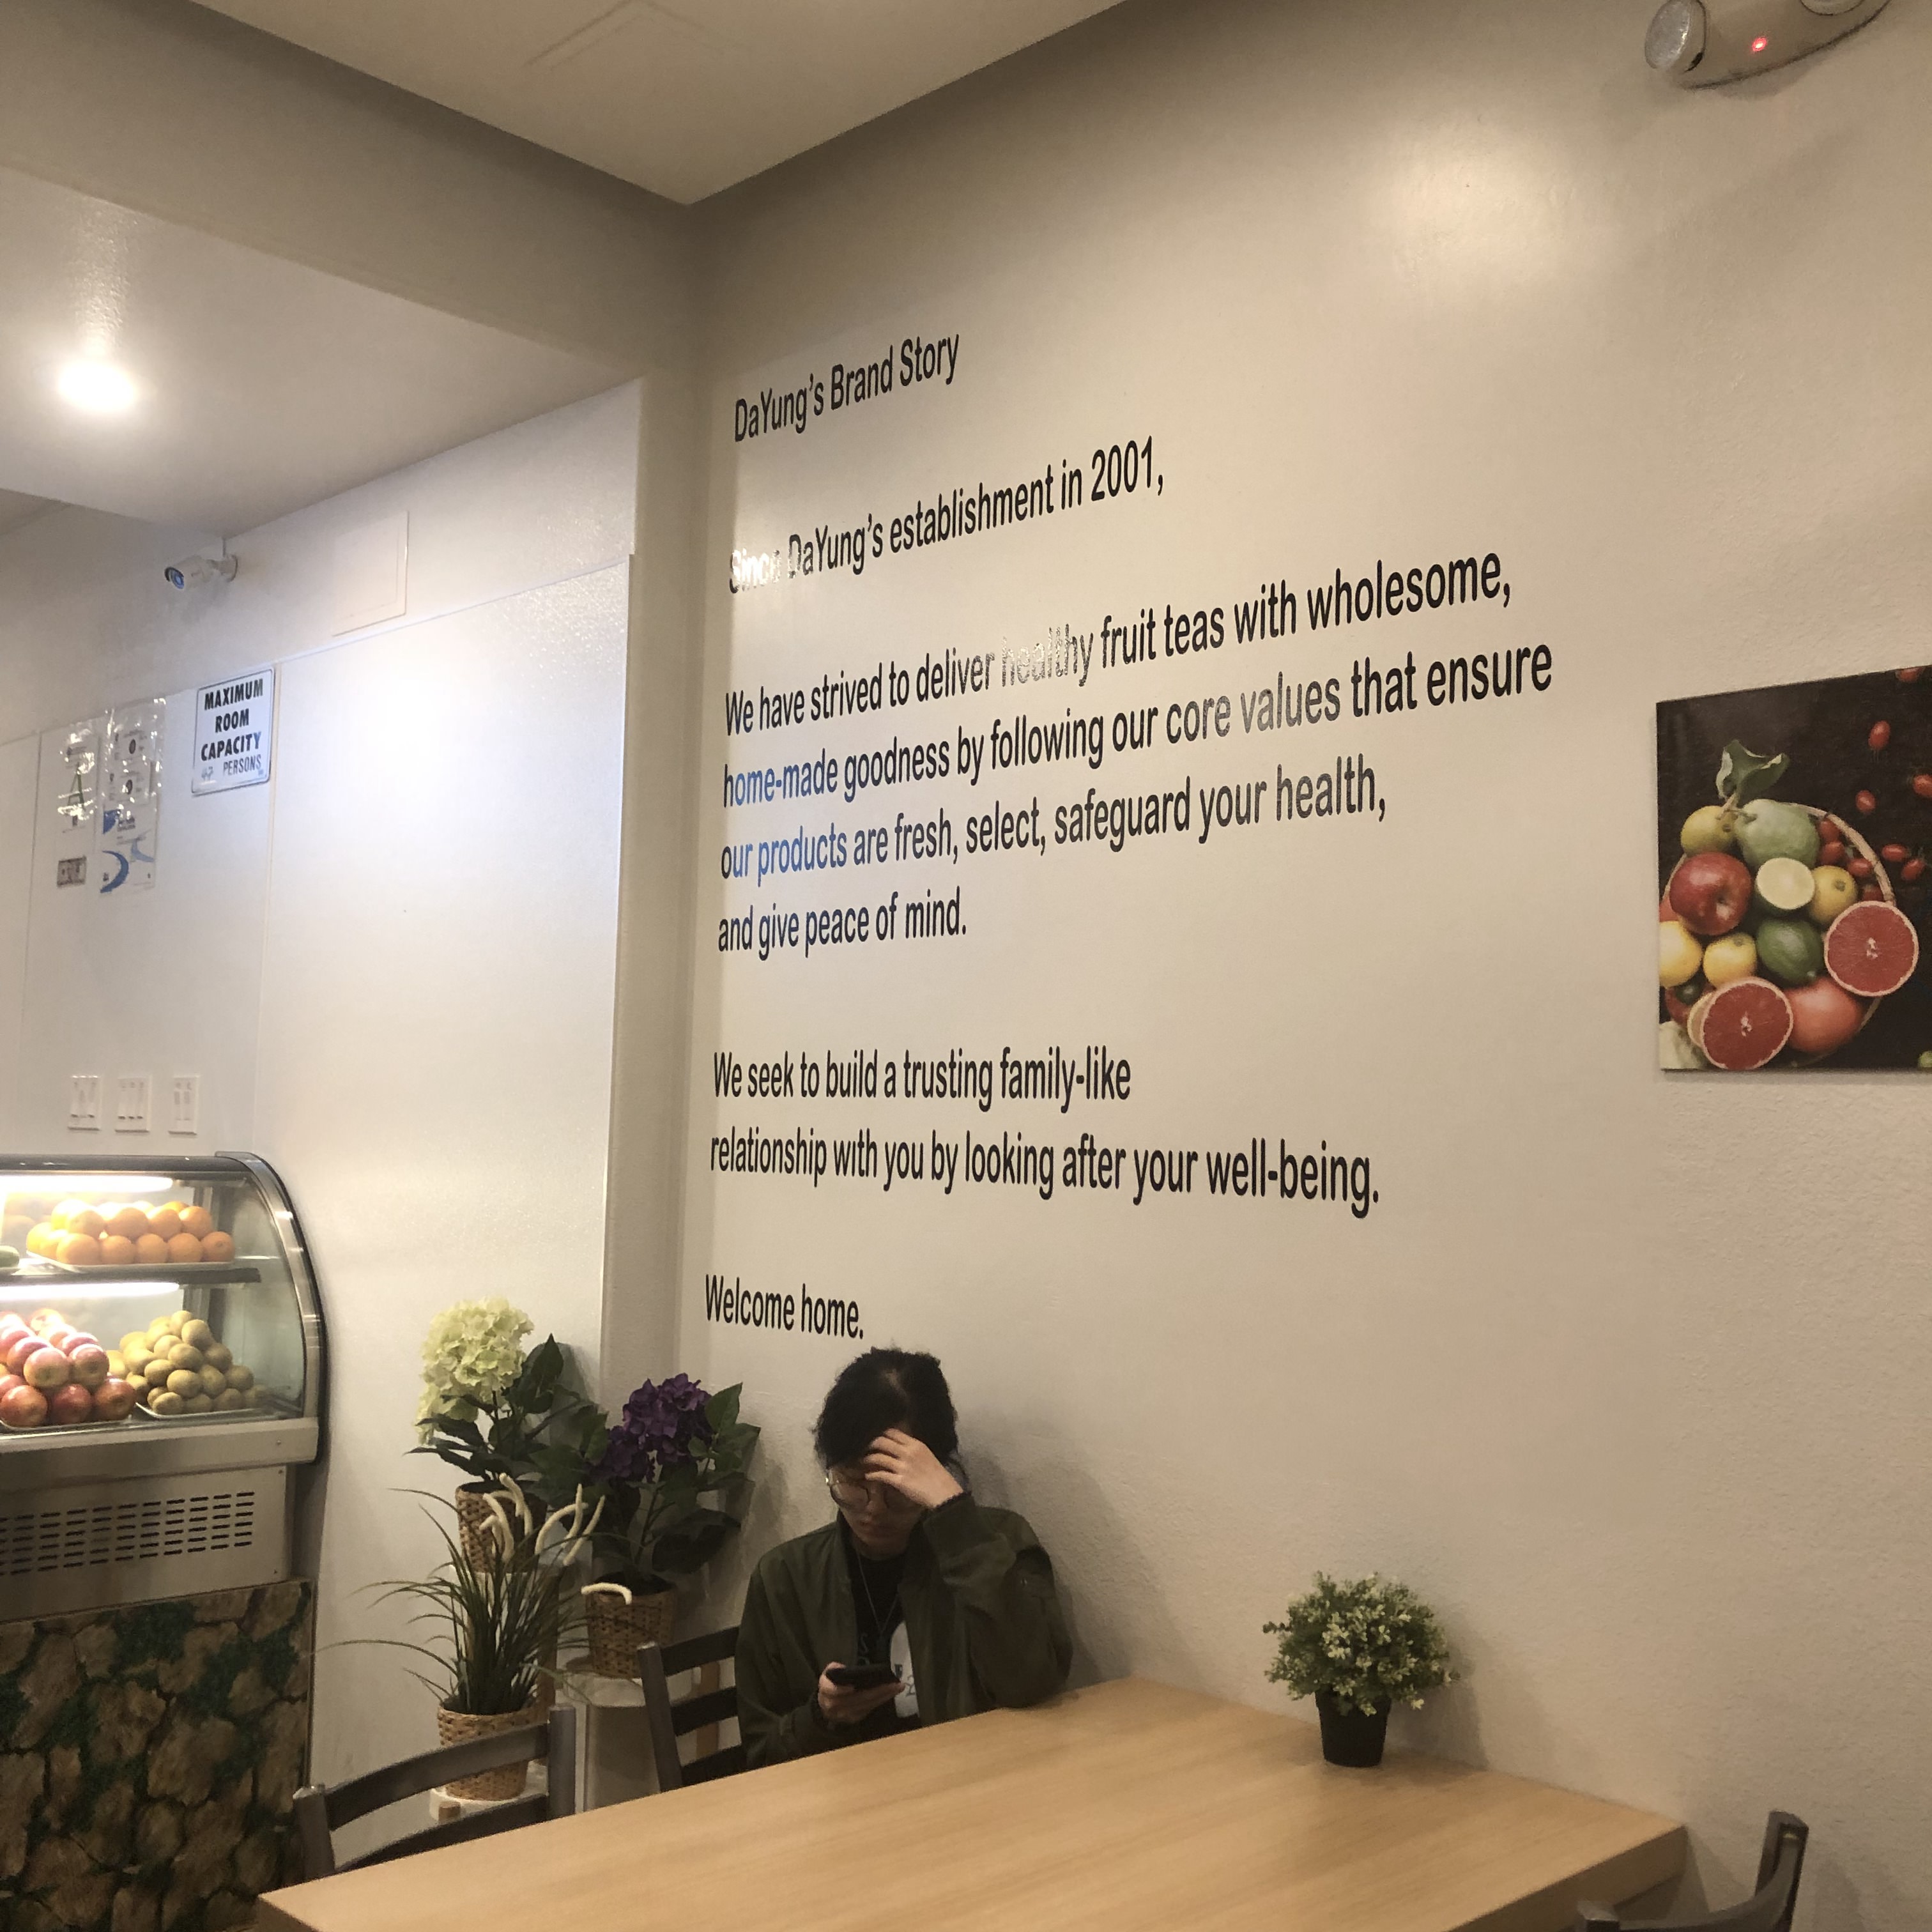 DaYung's Brand Story
Since DaYung's establishment in 2001,
We have strived to deliver healthy fruit teas with wholesome,
home-made goodness by following our core values that ensure
our products are fresh, select, safeguard your health,
and give peace of mind.
We seek to build a trusting family-like
relationship with you by looking after your well-being.
Welcome home.
MAXIMUM
ROOM
CAPACITY
PERSONS
A